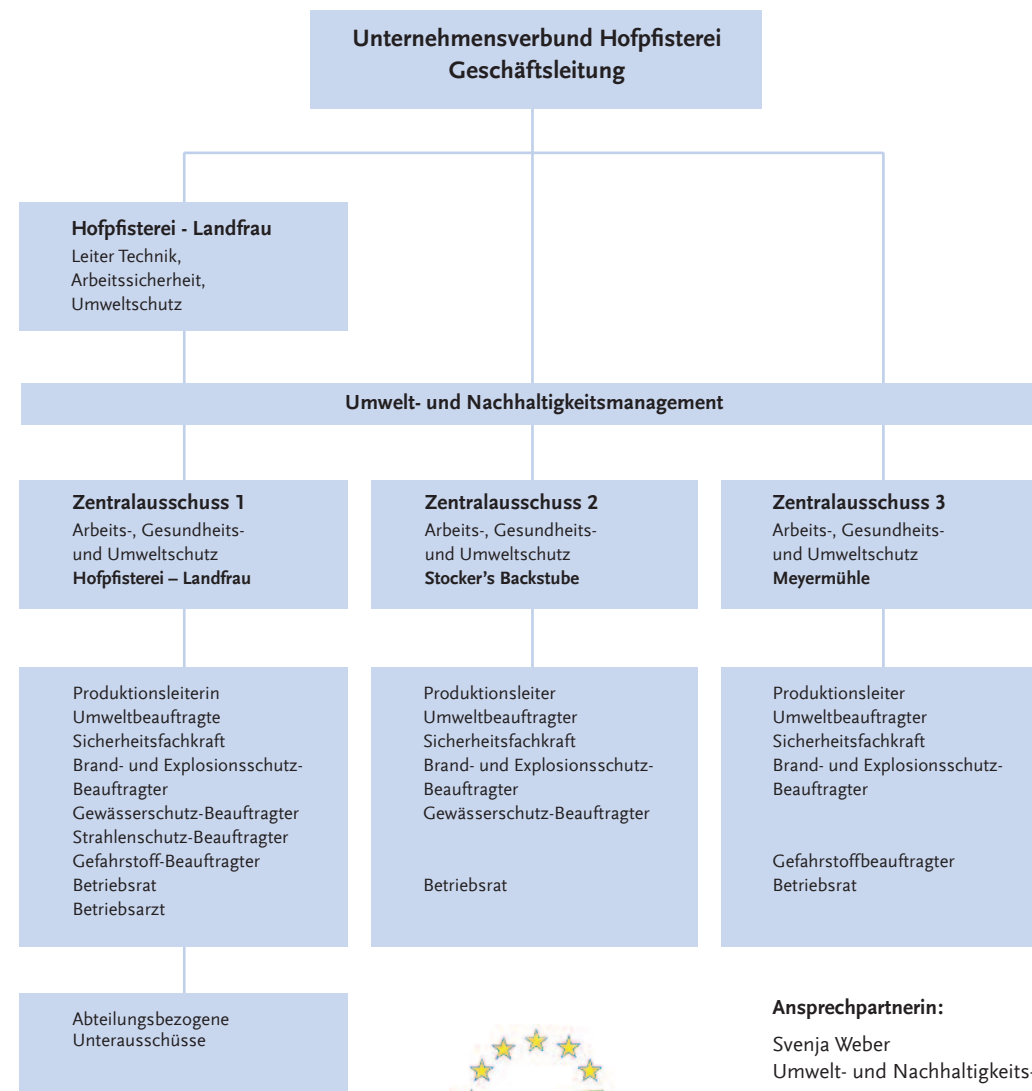 Unternehmensverbund Hofpfisterei
Geschäftsleitung
Hofpfisterei - Landfrau
Leiter Technik,
Arbeitssicherheit,
Umweltschutz
Umwelt- und Nachhaltigkeitsmanagement
Zentralausschuss 1
Arbeits-, Gesundheits-
und Umweltschutz
Hofpfisterei – Landfrau
Zentralausschuss 2
Arbeits-, Gesundheits-
und Umweltschutz
Stocker's Backstube
Zentralausschuss 3
Arbeits-, Gesundheits-
und Umweltschutz
Meyermühle
Produktionsleiterin
Umweltbeauftragte
Sicherheitsfachkraft
Brand- und Explosionsschutz-
Beauftragter
Gewässerschutz-Beauftragter
Strahlenschutz-Beauftragter
Gefahrstoff-Beauftragter
Betriebsrat
Betriebsarzt
Produktionsleiter
Umweltbeauftragter
Sicherheitsfachkraft
Brand- und Explosionsschutz-
Beauftragter
Gewässerschutz-Beauftragter
Betriebsrat
Produktionsleiter
Umweltbeauftragter
Sicherheitsfachkraft
Brand- und Explosionsschutz-
Beauftragter
Gefahrstoffbeauftragter
Betriebsrat
Abteilungsbezogene
Unterausschüsse
Ansprechpartnerin:
Svenja Weber
Umwelt- und Nachhaltigkeits